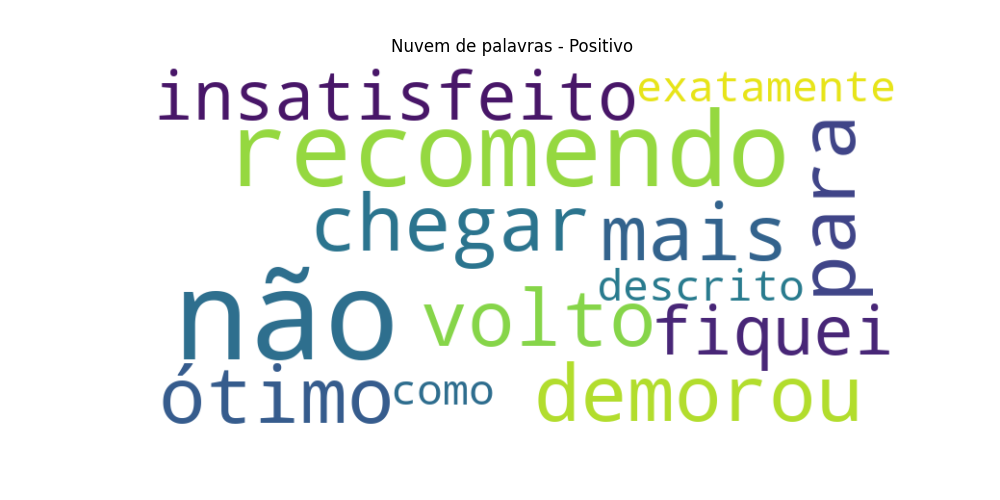 Nuvem de palavras - Positivo
insatisfeito
exatamente
recomendo
para
chegar
mais
descrito
não
volto
fiquei
ótimo
como
demorou